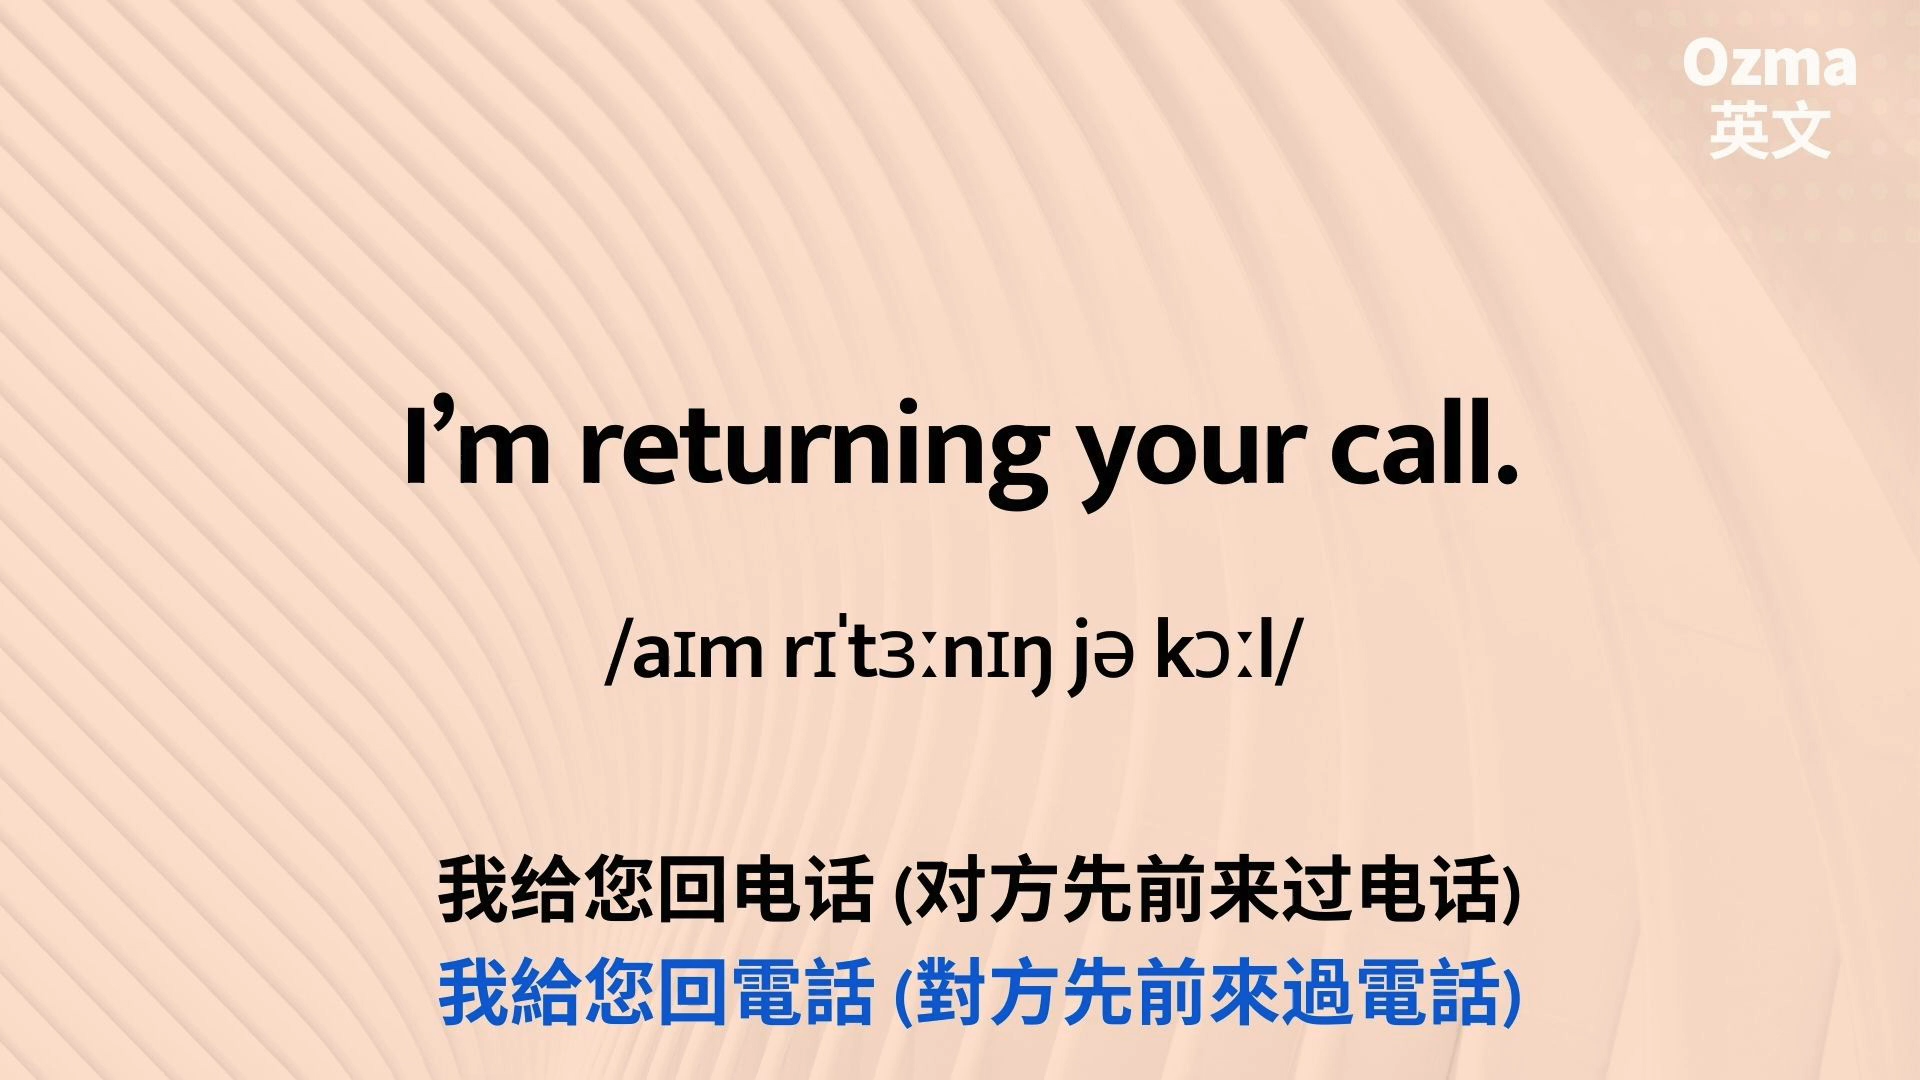 Ozma
英文
I’m returning your call.
/aɪm rɪˈtɜːnɪŋ jə kɔːl/
我给您回电话 (对方先前来过电话)
我給您回電話 (對方先前來過電話)